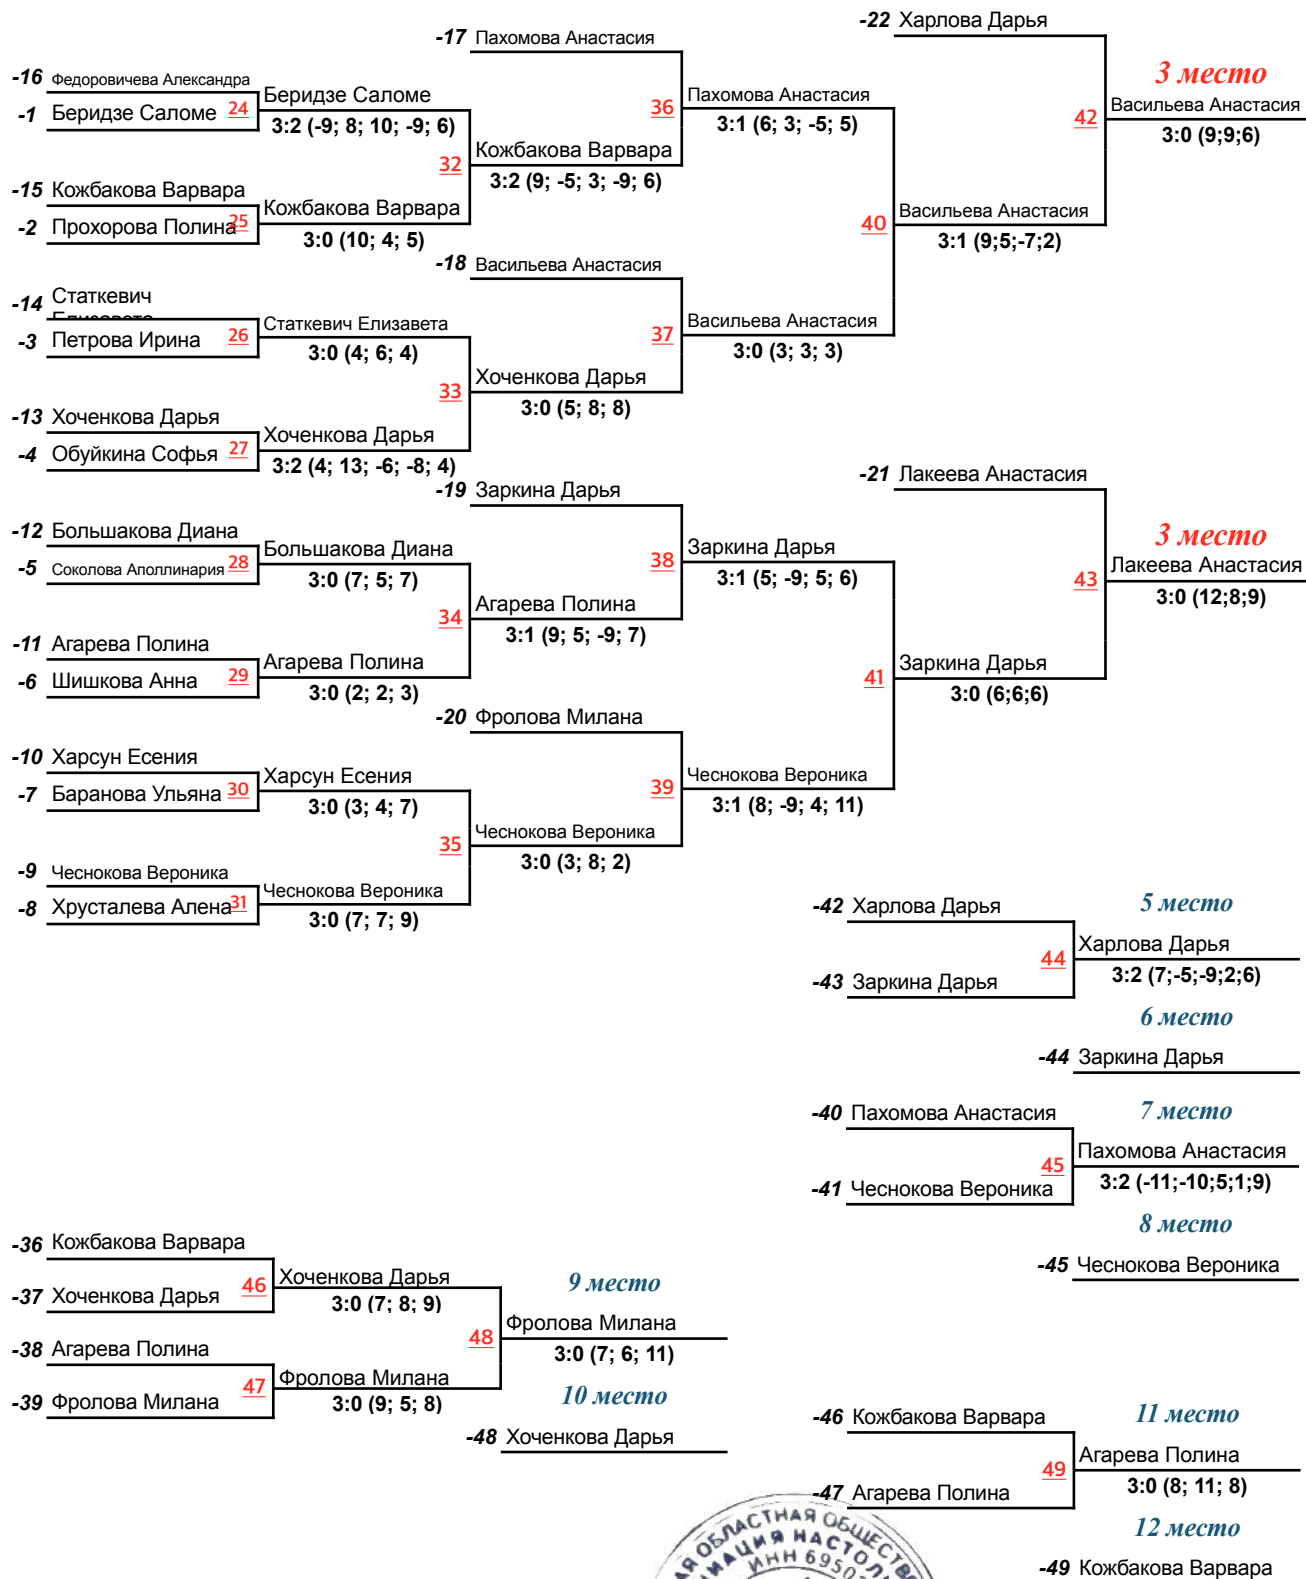 -22 Харлова Дарья
-17 Пахомова Анастасия
3 место
-16 Федоровичева Александра
Беридзе Саломе
Пахомова Анастасия
Васильева Анастасия
-1 Беридзе Саломе 24
36
42
3:2 (-9; 8; 10; -9; 6)
3:1 (6; 3; -5; 5)
3:0 (9;9;6)
Кожбакова Варвара
32
3:2 (9; -5; 3; -9; 6)
-15 Кожбакова Варвара
Кожбакова Варвара
Васильева Анастасия
-2 Прохорова Полина 25
40
3:0 (10; 4; 5)
3:1 (9;5;-7;2)
-18 Васильева Анастасия
-14 Статкевич
Статкевич Елизавета
Васильева Анастасия
-3 Петрова Ирина 26
37
3:0 (4; 6; 4)
3:0 (3; 3; 3)
Хоченкова Дарья
33
3:0 (5; 8; 8)
-13 Хоченкова Дарья
Хоченкова Дарья
-4 Обуйкина Софья 27
3:2 (4; 13; -6; -8; 4)
-21 Лакеева Анастасия
-19 Заркина Дарья
3 место
-12 Большакова Диана
Большакова Диана
Заркина Дарья
Лакеева Анастасия
-5 Соколова Аполлинария 28
38
43
3:0 (7; 5; 7)
3:1 (5; -9; 5; 6)
3:0 (12;8;9)
Агарева Полина
34
3:1 (9; 5; -9; 7)
-11 Агарева Полина
Агарева Полина
Заркина Дарья
-6 Шишкова Анна 29
41
3:0 (2; 2; 3)
3:0 (6;6;6)
-20 Фролова Милана
-10 Харсун Есения
Харсун Есения
Чеснокова Вероника
-7 Баранова Ульяна 30
39
3:0 (3; 4; 7)
3:1 (8; -9; 4; 11)
Чеснокова Вероника
35
3:0 (3; 8; 2)
-9 Чеснокова Вероника
Чеснокова Вероника
-8 Хрусталева Алена 31
3:0 (7; 7; 9)
-42 Харлова Дарья
5 место
Харлова Дарья
44
3:2 (7;-5;-9;2;6)
-43 Заркина Дарья
6 место
-44 Заркина Дарья
-40 Пахомова Анастасия
7 место
Пахомова Анастасия
45
3:2 (-11;-10;5;1;9)
-41 Чеснокова Вероника
8 место
-45 Чеснокова Вероника
-36 Кожбакова Варвара
Хоченкова Дарья
9 место
-37 Хоченкова Дарья 46
3:0 (7; 8; 9)
Фролова Милана
48
3:0 (7; 6; 11)
-38 Агарева Полина
Фролова Милана
-39 Фролова Милана 47
3:0 (9; 5; 8)
10 место
-48 Хоченкова Дарья
-46 Кожбакова Варвара
11 место
Агарева Полина
49
3:0 (8; 11; 8)
-47 Агарева Полина
12 место
-49 Кожбакова Варвара
ОБЛАСТНАЯ
ИНН